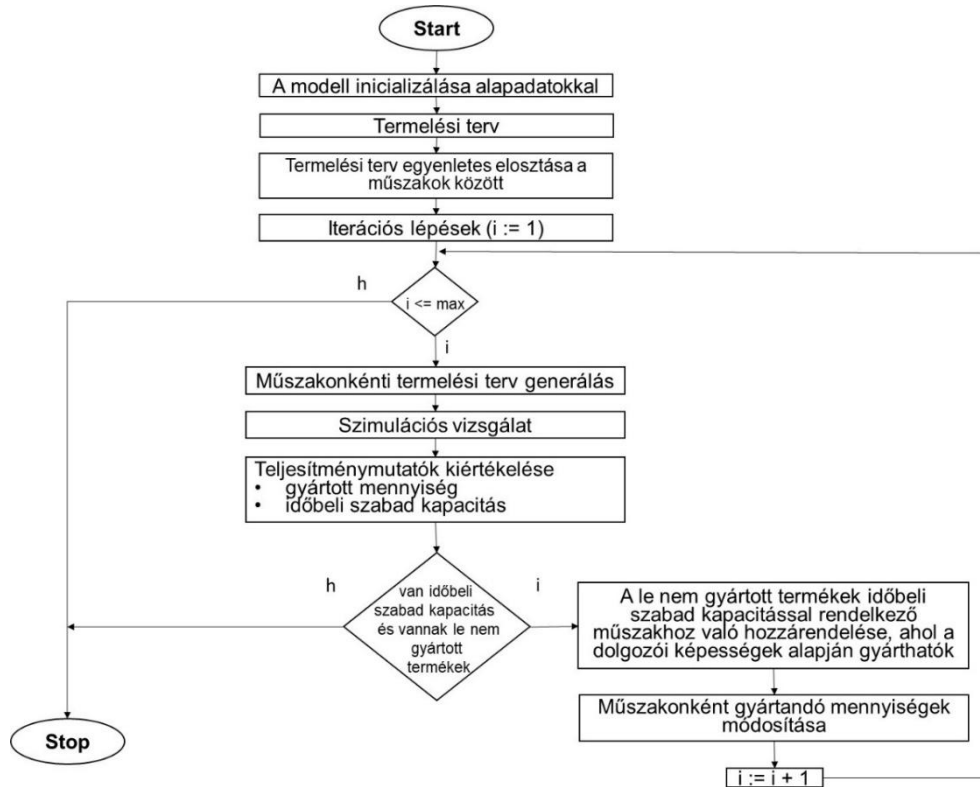 Start
A modell inicializálása alapadatokkal
Termelési terv
Termelési terv egyenletes elosztása a
műszakok között
Iterációs lépések (i := 1)
h
i <= max
i
Műszakonkénti termelési terv generálás
Szimulációs vizsgálat
Teljesítménymutatók kiértékelése
• gyártott mennyiség
• időbeli szabad kapacitás
h
van időbeli
szabad kapacitás
és vannak le nem
gyártott
termékek
i
A le nem gyártott termékek időbeli
szabad kapacitással rendelkező
műszakhoz való hozzárendelése, ahol a
dolgozói képességek alapján gyárthatók
Műszakonként gyártandó mennyiségek
módosítása
i := i + 1
Stop